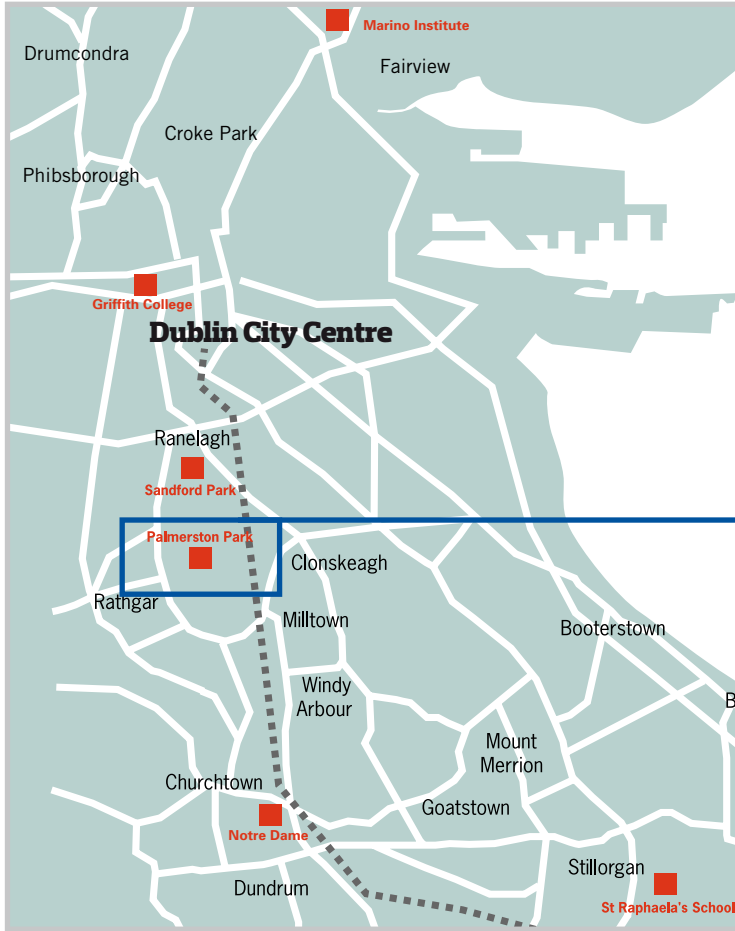 Marino Institute
Drumcondra
Fairview
Croke Park
Phibsborough
Griffith College
Dublin City Centre
Ranelagh
Sandford Park
Palmerston Park
Clonskeagh
Rathgar
Milltown
Booterstown
Windy
Arbour
B
Mount
Merrion
Churchtown
Goatstown
Notre Dame
Stillorgan
Dundrum
St Raphaela's School